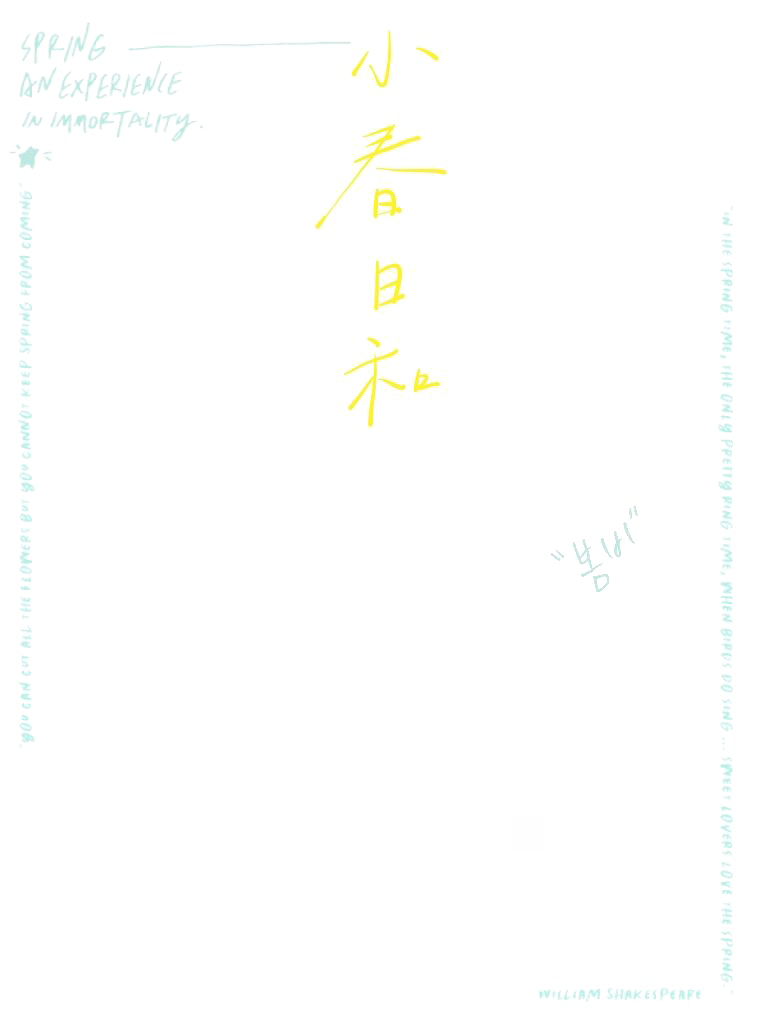 SPRING
AN EXPERIENCE
IN IMMORTALITY.
小春日和
"YOU CAN CUT ALL THE FLOWERS BUT YOU CANNOT KEEP SPRING FROM COMING"
"봄비"
"IN THE SPRING TIME, THE ONLY PRETTY RING TIME, WHEN BIRDS DO SING... SWEET LOVERS LOVE THE SPRING."
WILLIAM SHAKESPEARE